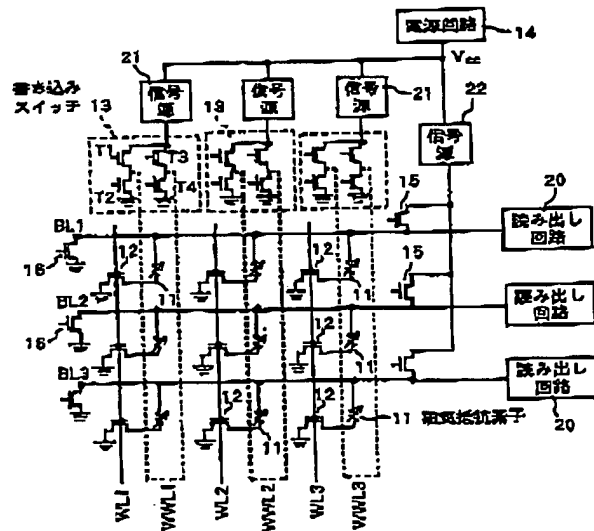 電源回路
14
Vcc
21
信号源
信号源
信号源
21
22
信号源
書き込み
スイッチ
13
13
T1
T3
T2
T4
15
20
読み出し
回路
BL1
16
12
12
12
11
11
11
15
BL2
読み出し
回路
16
12
11
BL3
読み出し
回路
20
12
12
11
11 磁気抵抗素子
WL1
WWL1
WL2
WWL2
WL3
WWL3